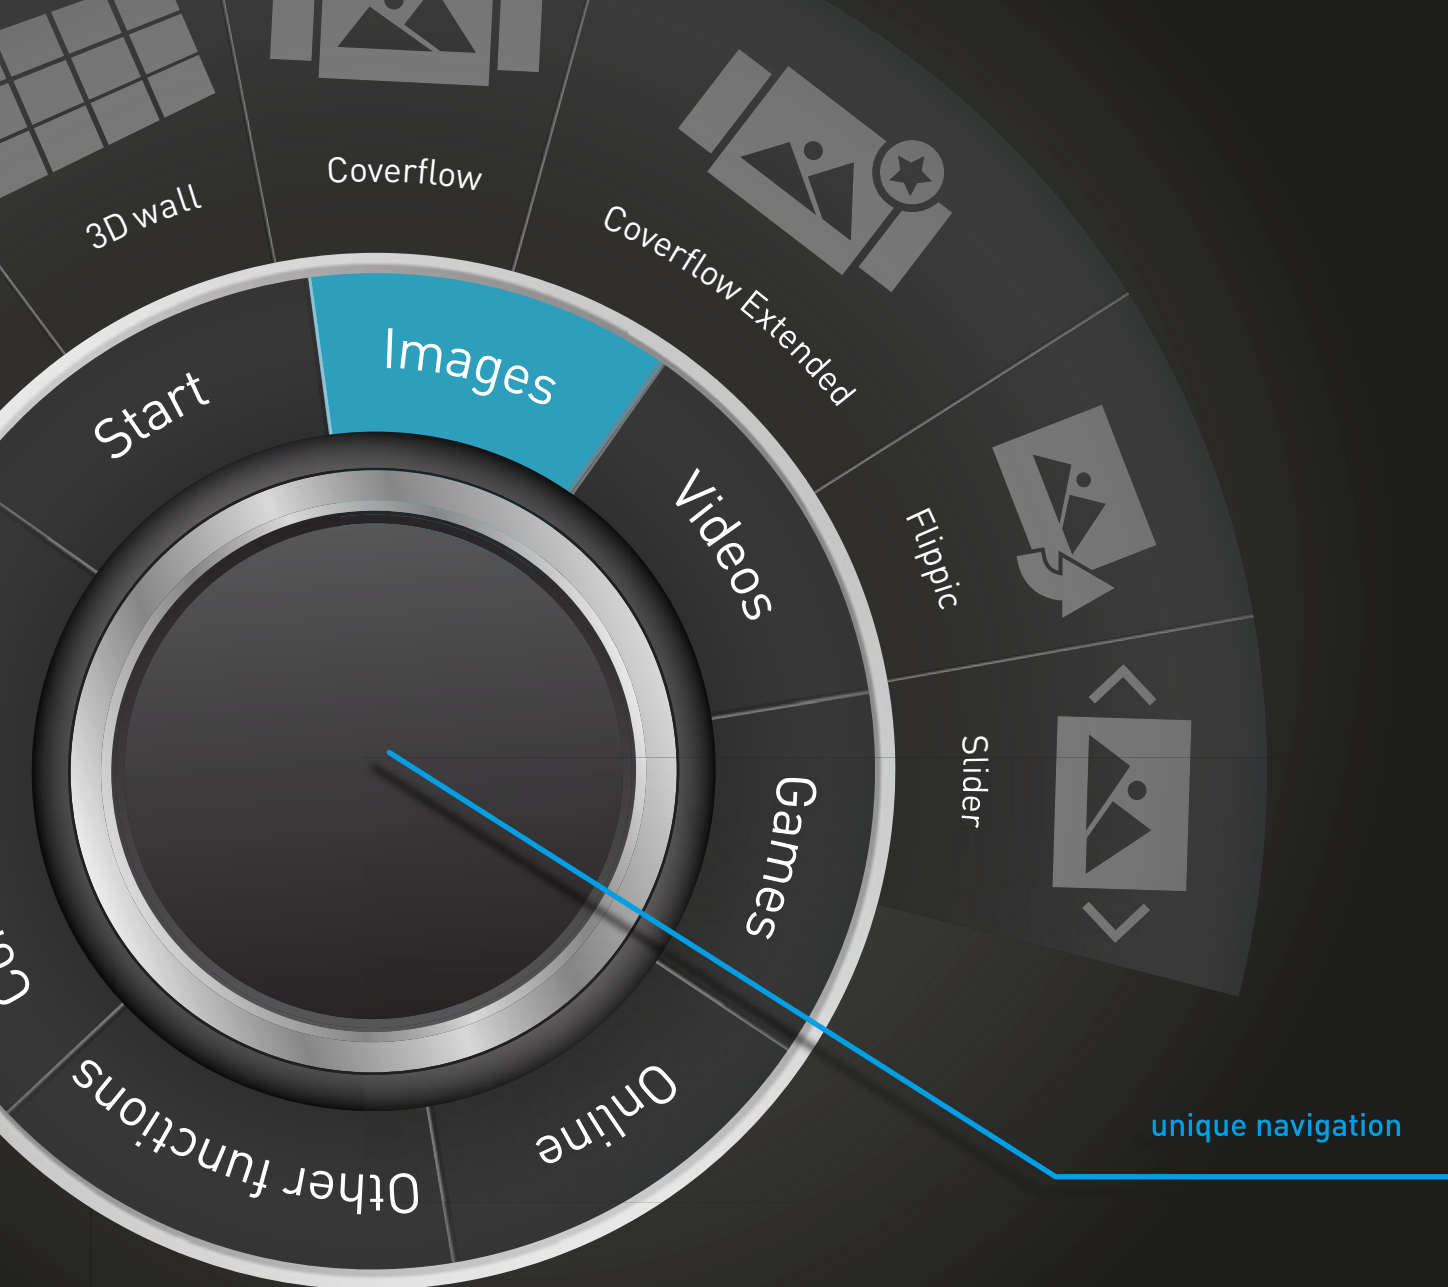 3D wall
Coverflow
Coverflow Extended
Flippic
Slider
Start
Images
Videos
Games
Online
Other functions
unique navigation